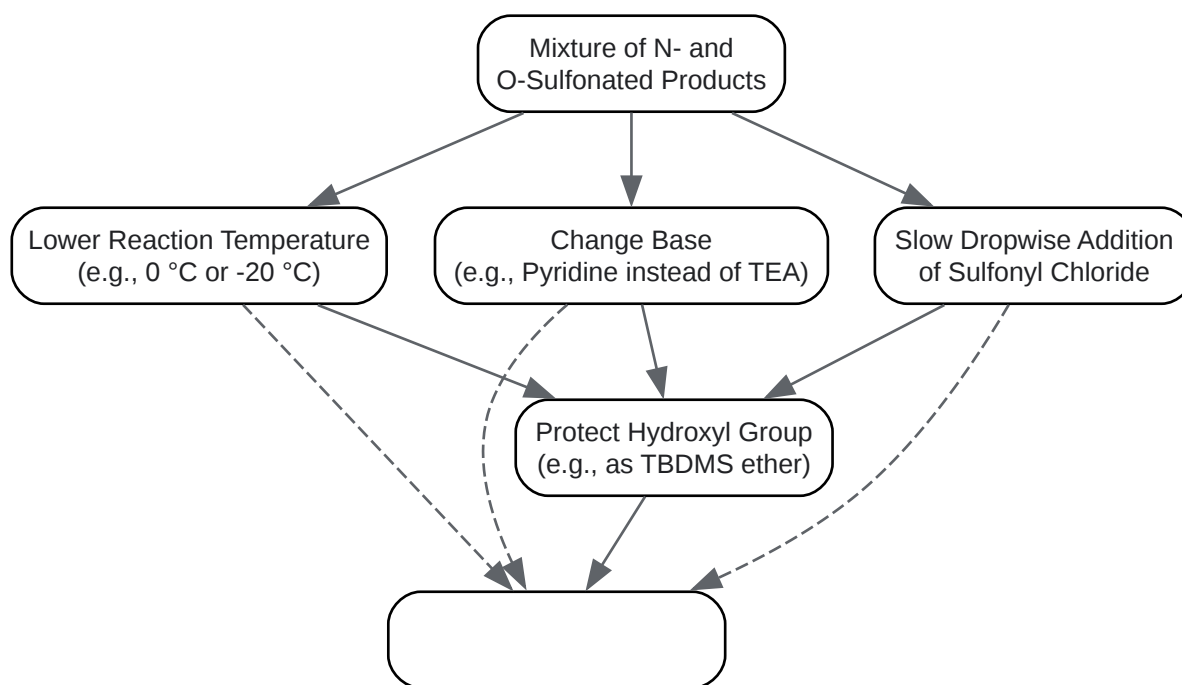 Mixture of N- and
O-Sulfonated Products
Lower Reaction Temperature
(e.g., 0 °C or -20 °C)
Change Base
(e.g., Pyridine instead of TEA)
Slow Dropwise Addition
of Sulfonyl Chloride
Protect Hydroxyl Group
(e.g., as TBDMS ether)